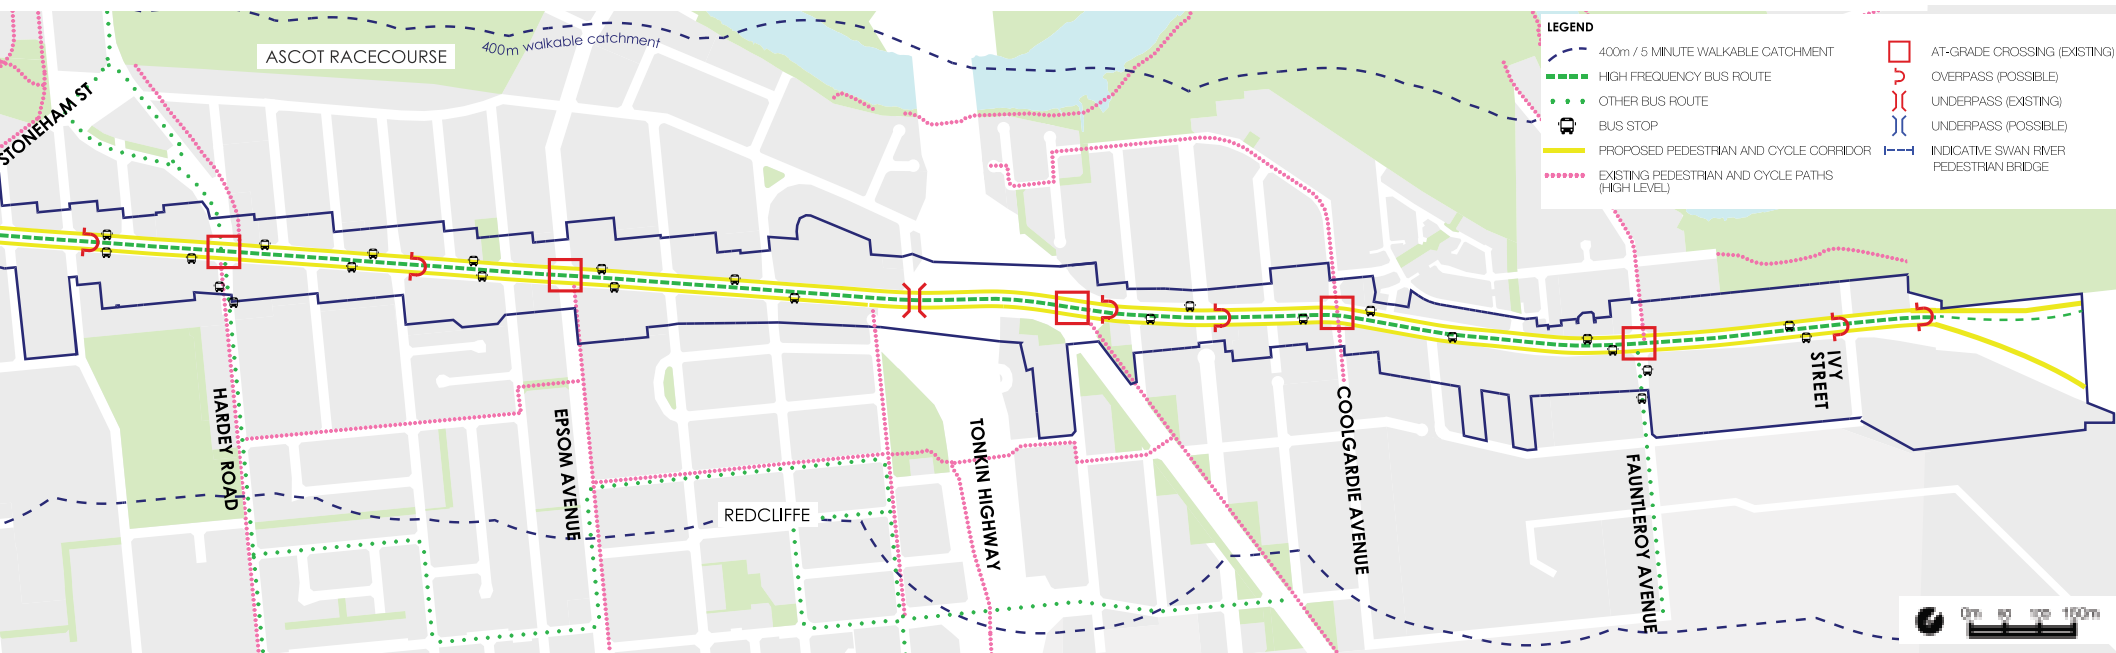 ASCOT RACECOURSE
400m walkable catchment
STONEHAM ST
LEGEND
400m / 5 MINUTE WALKABLE CATCHMENT
HIGH FREQUENCY BUS ROUTE
OTHER BUS ROUTE
BUS STOP
PROPOSED PEDESTRIAN AND CYCLE CORRIDOR
EXISTING PEDESTRIAN AND CYCLE PATHS
(HIGH LEVEL)
AT-GRADE CROSSING (EXISTING)
OVERPASS (POSSIBLE)
UNDERPASS (EXISTING)
UNDERPASS (POSSIBLE)
INDICATIVE SWAN RIVER
PEDESTRIAN BRIDGE
HARDEY ROAD
EPSOM AVENUE
REDCLIFFE
TONKIN HIGHWAY
COOLGARDIE AVENUE
FAUNTLEROY AVENUE
IVY
STREET
0m 50 100 150m